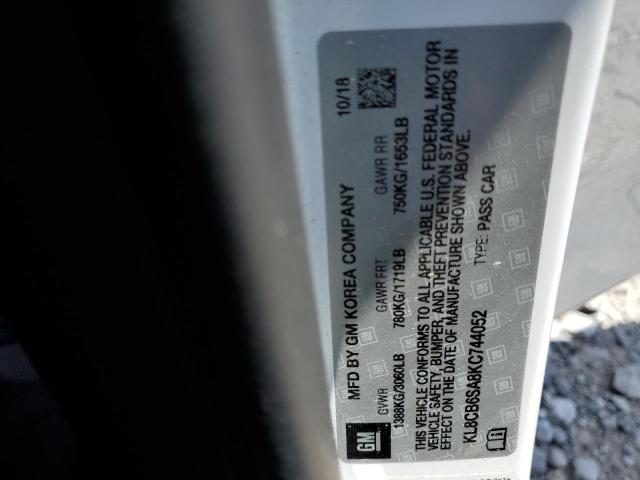 MFD BY GM KOREA COMPANY 10/18
GVWR GAWR FRT GAWR RR
1388KG/3060LB 780KG/1719LB 750KG/1653LB
THIS VEHICLE CONFORMS TO ALL APPLICABLE U.S. FEDERAL MOTOR
VEHICLE SAFETY, BUMPER, AND THEFT PREVENTION STANDARDS IN
EFFECT ON THE DATE OF MANUFACTURE SHOWN ABOVE.
KL8CB6SA8KC744052 TYPE: PASS CAR
GM